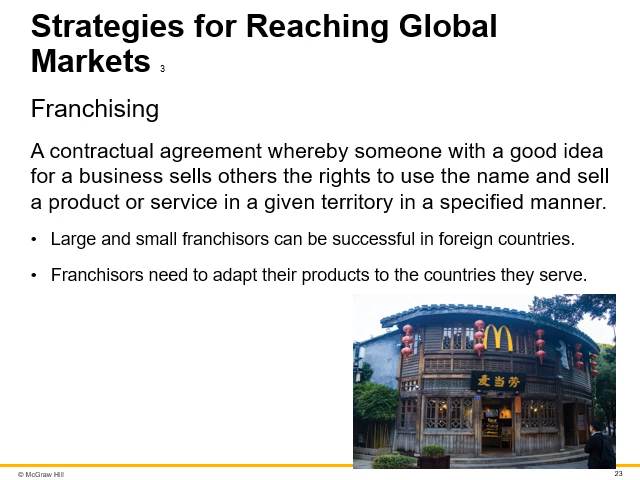 Strategies for Reaching Global
Markets 3
Franchising
A contractual agreement whereby someone with a good idea
for a business sells others the rights to use the name and sell
a product or service in a given territory in a specified manner.
• Large and small franchisors can be successful in foreign countries.
• Franchisors need to adapt their products to the countries they serve.
麦当劳
© McGraw Hill
23